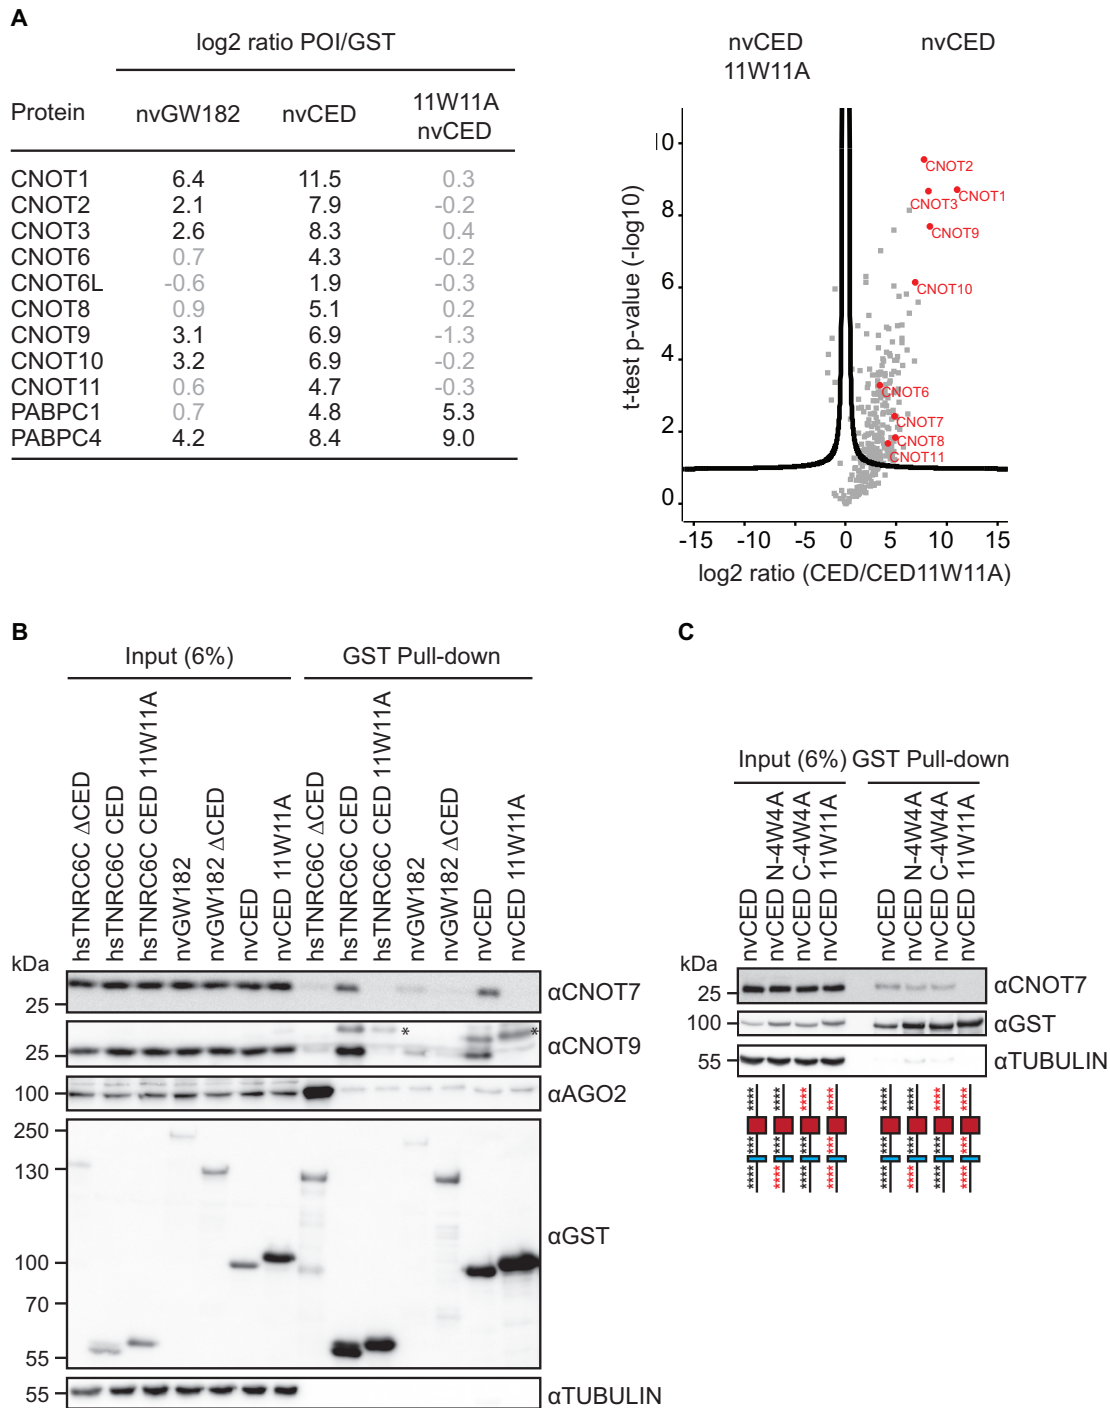 A
log2 ratio POI/GST
Protein nvGW182 nvCED 11W11A nvCED
CNOT1 6.4 11.5 0.3
CNOT2 2.1 7.9 -0.2
CNOT3 2.6 8.3 0.4
CNOT6 0.7 4.3 -0.2
CNOT6L -0.6 1.9 -0.3
CNOT8 0.9 5.1 0.2
CNOT9 3.1 6.9 -1.3
CNOT10 3.2 6.9 -0.2
CNOT11 0.6 4.7 -0.3
PABPC1 0.7 4.8 5.3
PABPC4 4.2 8.4 9.0
nvCED 11W11A
nvCED
t-test p-value (-log10)
10
8
6
4
2
0
CNOT2
CNOT3
CNOT1
CNOT9
CNOT10
CNOT6
CNOT7
CNOT8
CNOT11
-15 -10 -5 0 5 10 15
log2 ratio (CED/CED11W11A)
B
Input (6%) GST Pull-down
hsTNRC6C ΔCED
hsTNRC6C CED
hsTNRC6C CED 11W11A
nvGW182
nvGW182 ΔCED
nvCED
nvCED 11W11A
hsTNRC6C ΔCED
hsTNRC6C CED
hsTNRC6C CED 11W11A
nvGW182
nvGW182 ΔCED
nvCED
nvCED 11W11A
kDa
25 αCNOT7
* *
25 αCNOT9
100 αAGO2
250
130
100
70
55
αGST
55 αTUBULIN
C
Input (6%) GST Pull-down
nvCED
nvCED N-4W4A
nvCED C-4W4A
nvCED 11W11A
nvCED
nvCED N-4W4A
nvCED C-4W4A
nvCED 11W11A
kDa
25 αCNOT7
100 αGST
55 αTUBULIN
**** **** **** **** **** **** **** ****
*** *** *** *** *** *** *** ***
**** **** **** **** **** **** **** ****